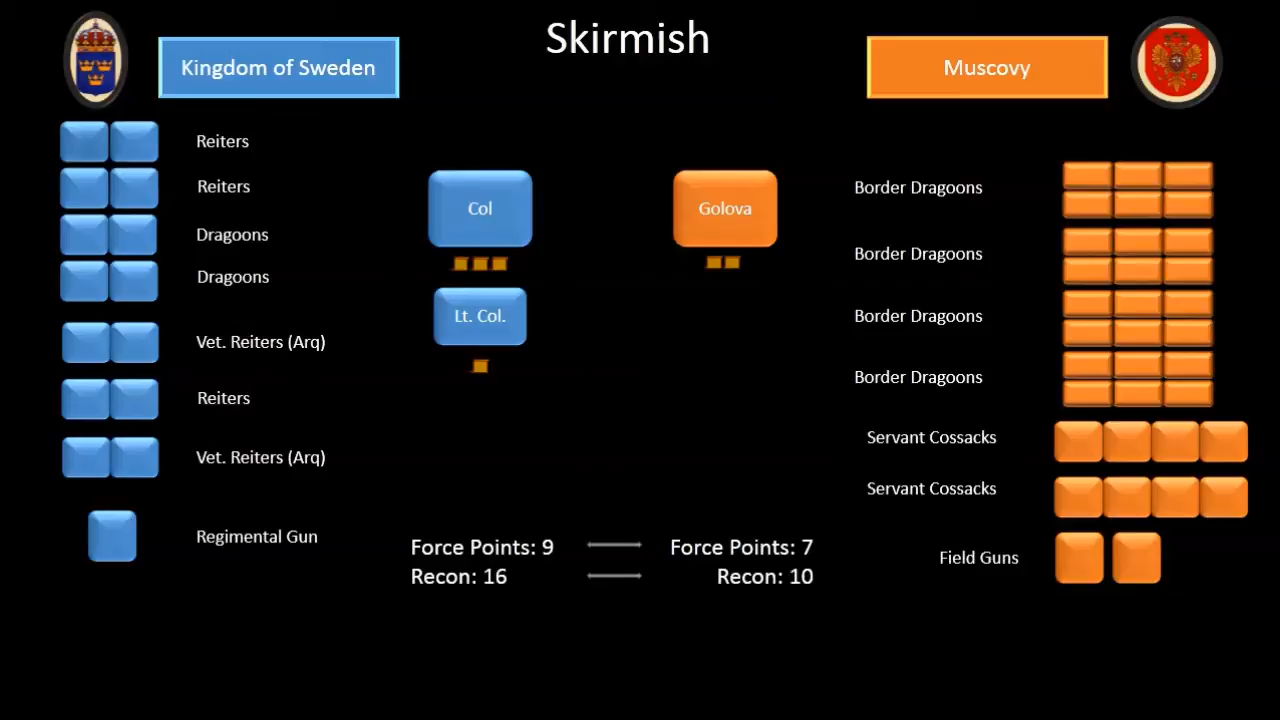 Skirmish
Kingdom of Sweden
Muscovy
Reiters
Reiters
Dragoons
Dragoons
Vet. Reiters (Arq)
Reiters
Vet. Reiters (Arq)
Regimental Gun
Col
Lt. Col.
Golova
Border Dragoons
Border Dragoons
Border Dragoons
Border Dragoons
Servant Cossacks
Servant Cossacks
Field Guns
Force Points: 9
Recon: 16
Force Points: 7
Recon: 10